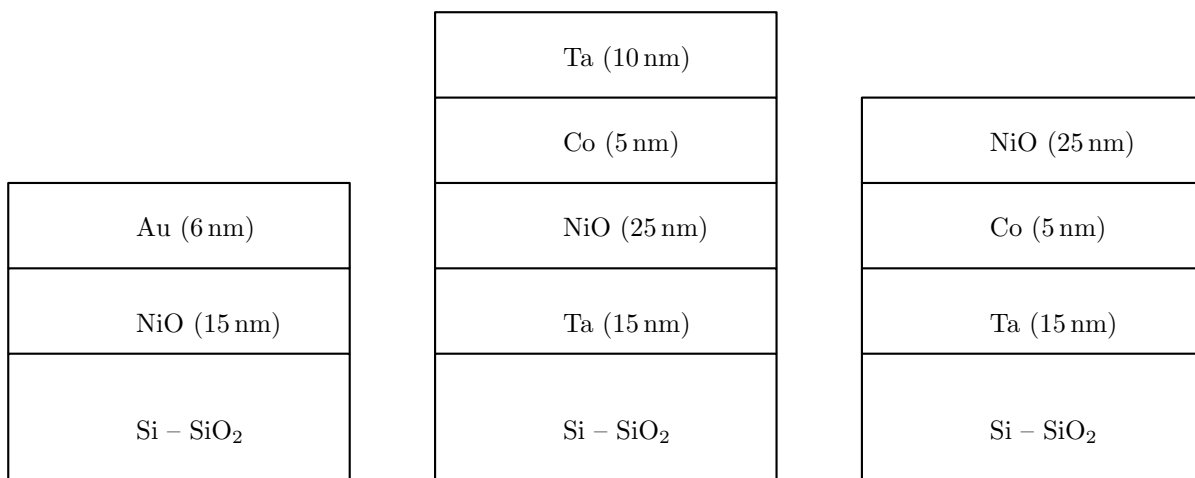 Au (6 nm)
NiO (15 nm)
Si – SiO₂
Ta (10 nm)
Co (5 nm)
NiO (25 nm)
Ta (15 nm)
Si – SiO₂
NiO (25 nm)
Co (5 nm)
Ta (15 nm)
Si – SiO₂